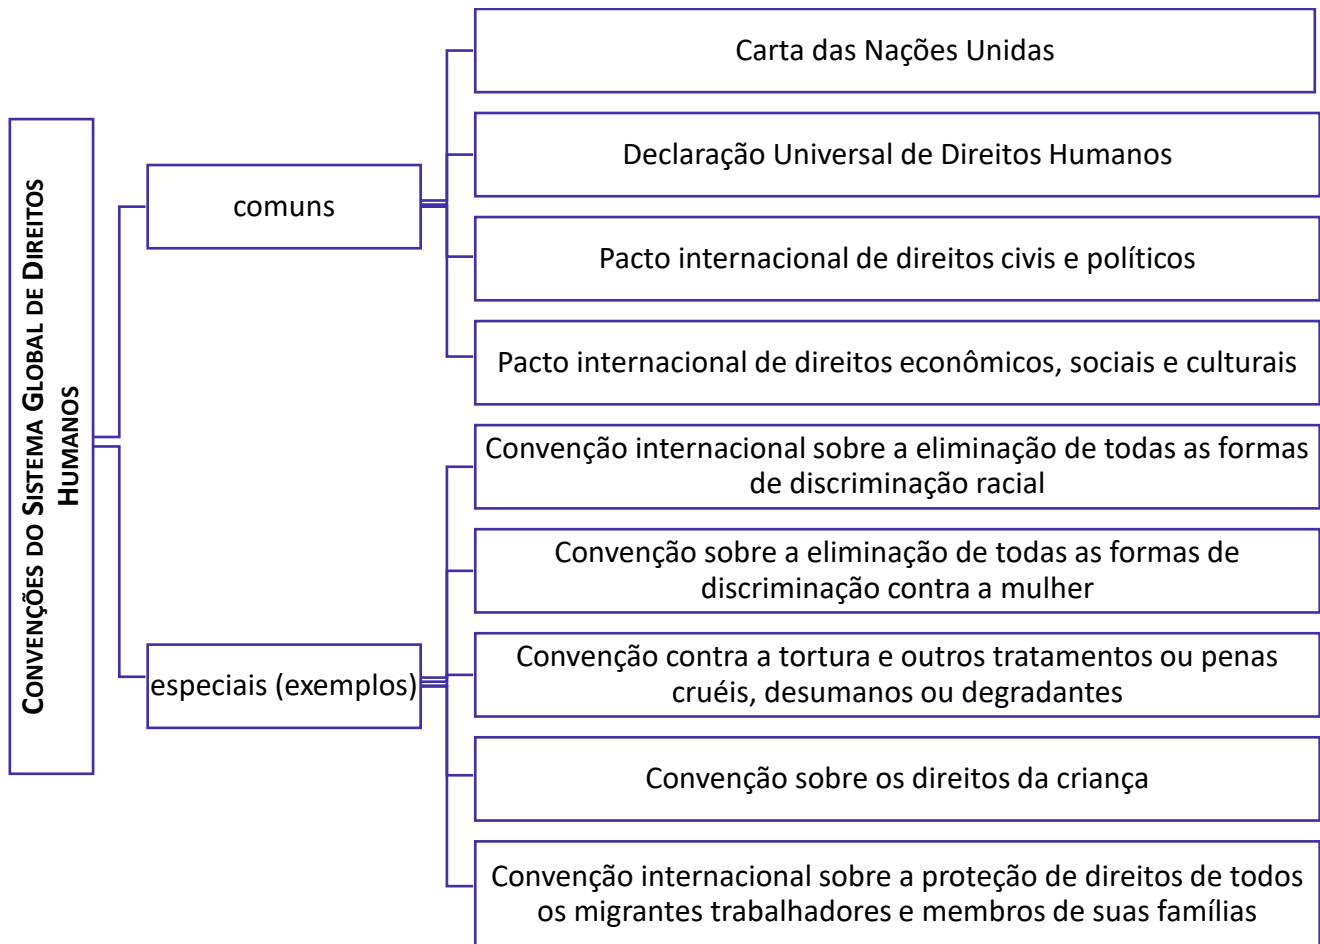 CONVENÇÕES DO SISTEMA GLOBAL DE DIREITOS
HUMANOS
comuns
Carta das Nações Unidas
Declaração Universal de Direitos Humanos
Pacto internacional de direitos civis e políticos
Pacto internacional de direitos econômicos, sociais e culturais
especiais (exemplos)
Convenção internacional sobre a eliminação de todas as formas
de discriminação racial
Convenção sobre a eliminação de todas as formas de
discriminação contra a mulher
Convenção contra a tortura e outros tratamentos ou penas
cruéis, desumanos ou degradantes
Convenção sobre os direitos da criança
Convenção internacional sobre a proteção de direitos de todos
os migrantes trabalhadores e membros de suas famílias